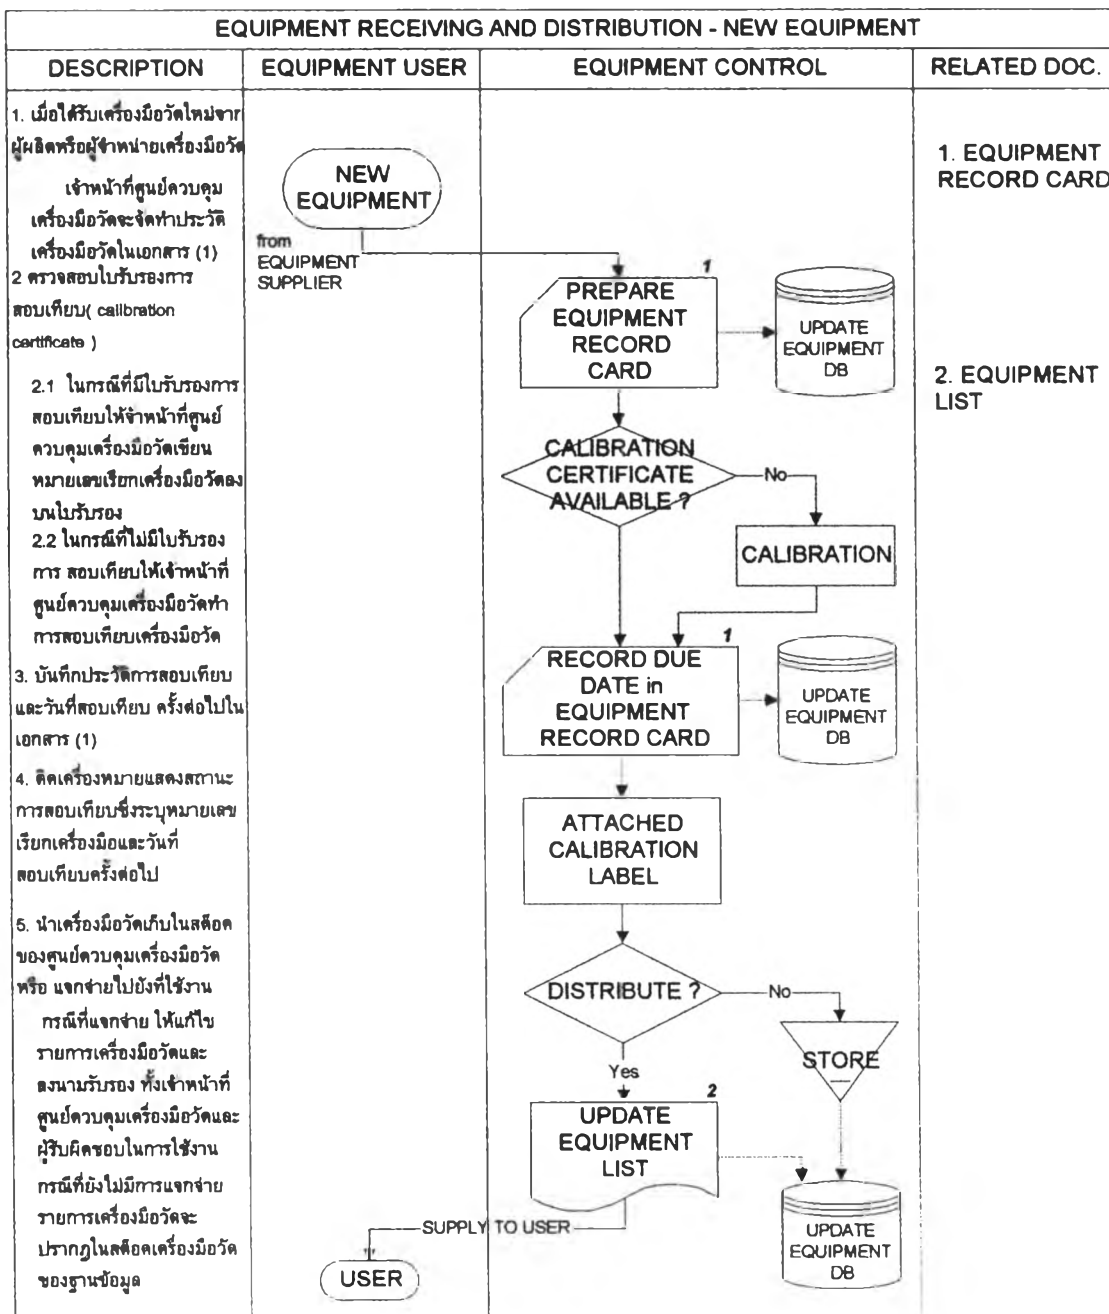 EQUIPMENT RECEIVING AND DISTRIBUTION - NEW EQUIPMENT
DESCRIPTION
EQUIPMENT USER
EQUIPMENT CONTROL
RELATED DOC.
1. เมื่อได้รับเครื่องมือวัดใหม่จาก
ผู้ผลิตหรือผู้จำหน่ายเครื่องมือวัด
เจ้าหน้าที่ศูนย์ควบคุม
เครื่องมือวัดจะจัดทำประวัติ
เครื่องมือวัดในเอกสาร (1)
2 ตรวจสอบใบรับรองการ
สอบเทียบ( calibration
certificate )
2.1 ในกรณีที่มีใบรับรองการ
สอบเทียบให้จ้าหน้าที่ศูนย์
ควบคุมเครื่องมือวัดเขียน
หมายเลขเรียกเครื่องมือวัดลง
บนใบรับรอง
2.2 ในกรณีที่ไม่มีใบรับรอง
การ สอบเทียบให้เจ้าหน้าที่
ศูนย์ควบคุมเครื่องมือวัดทำ
การสอบเทียบเครื่องมือวัด
3. บันทึกประวัติการสอบเทียบ
และวันที่สอบเทียบ ครั้งต่อไปใน
เอกสาร (1)
4. ติดเครื่องหมายแสดงสถานะ
การสอบเทียบซึ่งระบุหมายเลข
เรียกเครื่องมือและวันที่
สอบเทียบครั้งต่อไป
5. นำเครื่องมือวัดเก็บในสต็อค
ของศูนย์ควบคุมเครื่องมือวัด
หรือ แจกจ่ายไปยังที่ใช้งาน
กรณีที่แจกจ่าย ให้แก้ไข
รายการเครื่องมือวัดและ
ลงนามรับรอง ทั้งเจ้าหน้าที่
ศูนย์ควบคุมเครื่องมือวัดและ
ผู้รับผิดชอบในการใช้งาน
กรณีที่ยังไม่มีการแจกจ่าย
รายการเครื่องมือวัดจะ
ปรากฏในสต็อคเครื่องมือวัด
ของฐานข้อมูล
NEW
EQUIPMENT
from
EQUIPMENT
SUPPLIER
1
PREPARE
EQUIPMENT
RECORD
CARD
UPDATE
EQUIPMENT
DB
CALIBRATION
CERTIFICATE
AVAILABLE ?
No
CALIBRATION
1
RECORD DUE
DATE in
EQUIPMENT
RECORD CARD
UPDATE
EQUIPMENT
DB
ATTACHED
CALIBRATION
LABEL
DISTRIBUTE ?
No
STORE
Yes
2
UPDATE
EQUIPMENT
LIST
UPDATE
EQUIPMENT
DB
SUPPLY TO USER
USER
1. EQUIPMENT
RECORD CARD
2. EQUIPMENT
LIST